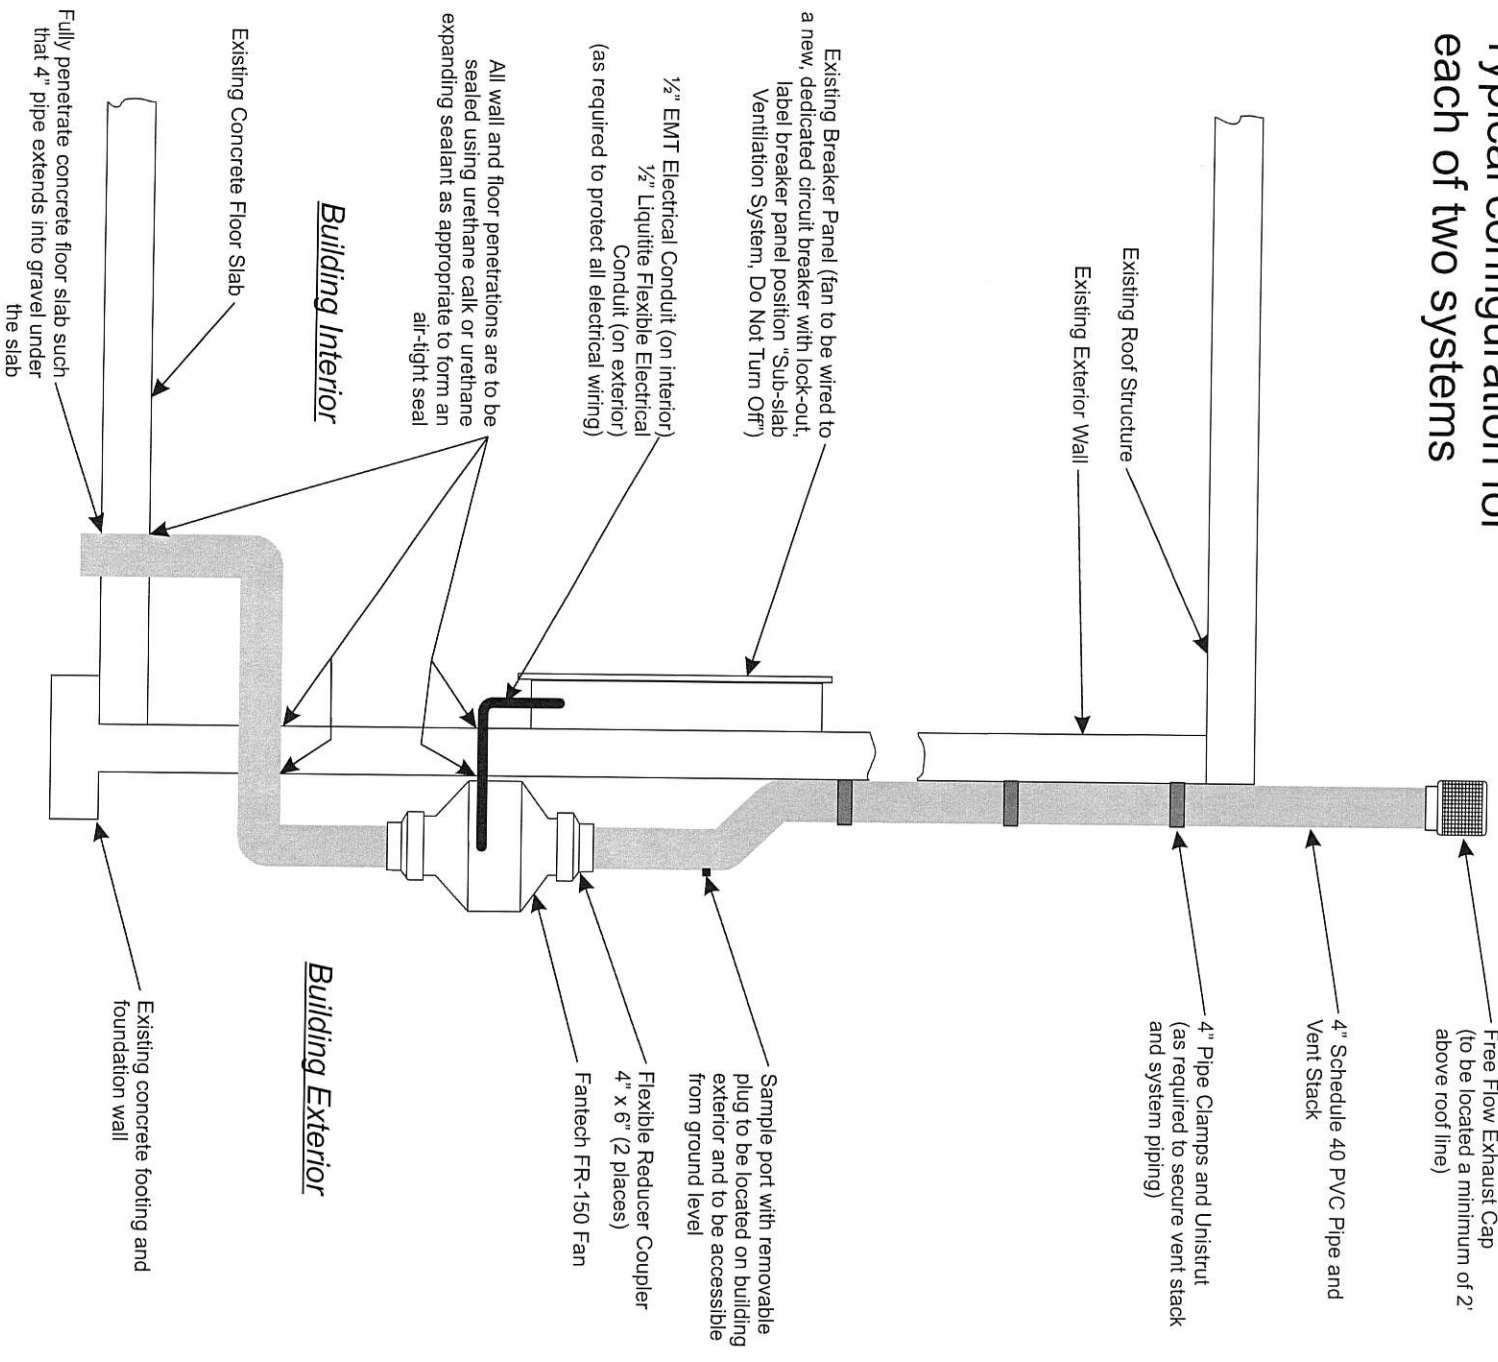 Typical configuration for
each of two systems
Free Flow Exhaust Cap
(to be located a minimum of 2'
above roof line)
4" Schedule 40 PVC Pipe and
Vent Stack
4" Pipe Clamps and Unistrut
(as required to secure vent stack
and system piping)
Existing Roof Structure
Existing Exterior Wall
Existing Breaker Panel (fan to be wired to
a new, dedicated circuit breaker with lock-out,
label breaker panel position "Sub-slab
Ventilation System, Do Not Turn Off")
½" EMT Electrical Conduit (on interior)
½" Liquitite Flexible Electrical
Conduit (on exterior)
(as required to protect all electrical wiring)
All wall and floor penetrations are to be
sealed using urethane calk or urethane
expanding sealant as appropriate to form an
air-tight seal
Sample port with removable
plug to be located on building
exterior and to be accessible
from ground level
Flexible Reducer Coupler
4" x 6" (2 places)
Fantech FR-150 Fan
Building Interior
Building Exterior
Existing Concrete Floor Slab
Fully penetrate concrete floor slab such
that 4" pipe extends into gravel under
the slab
Existing concrete footing and
foundation wall